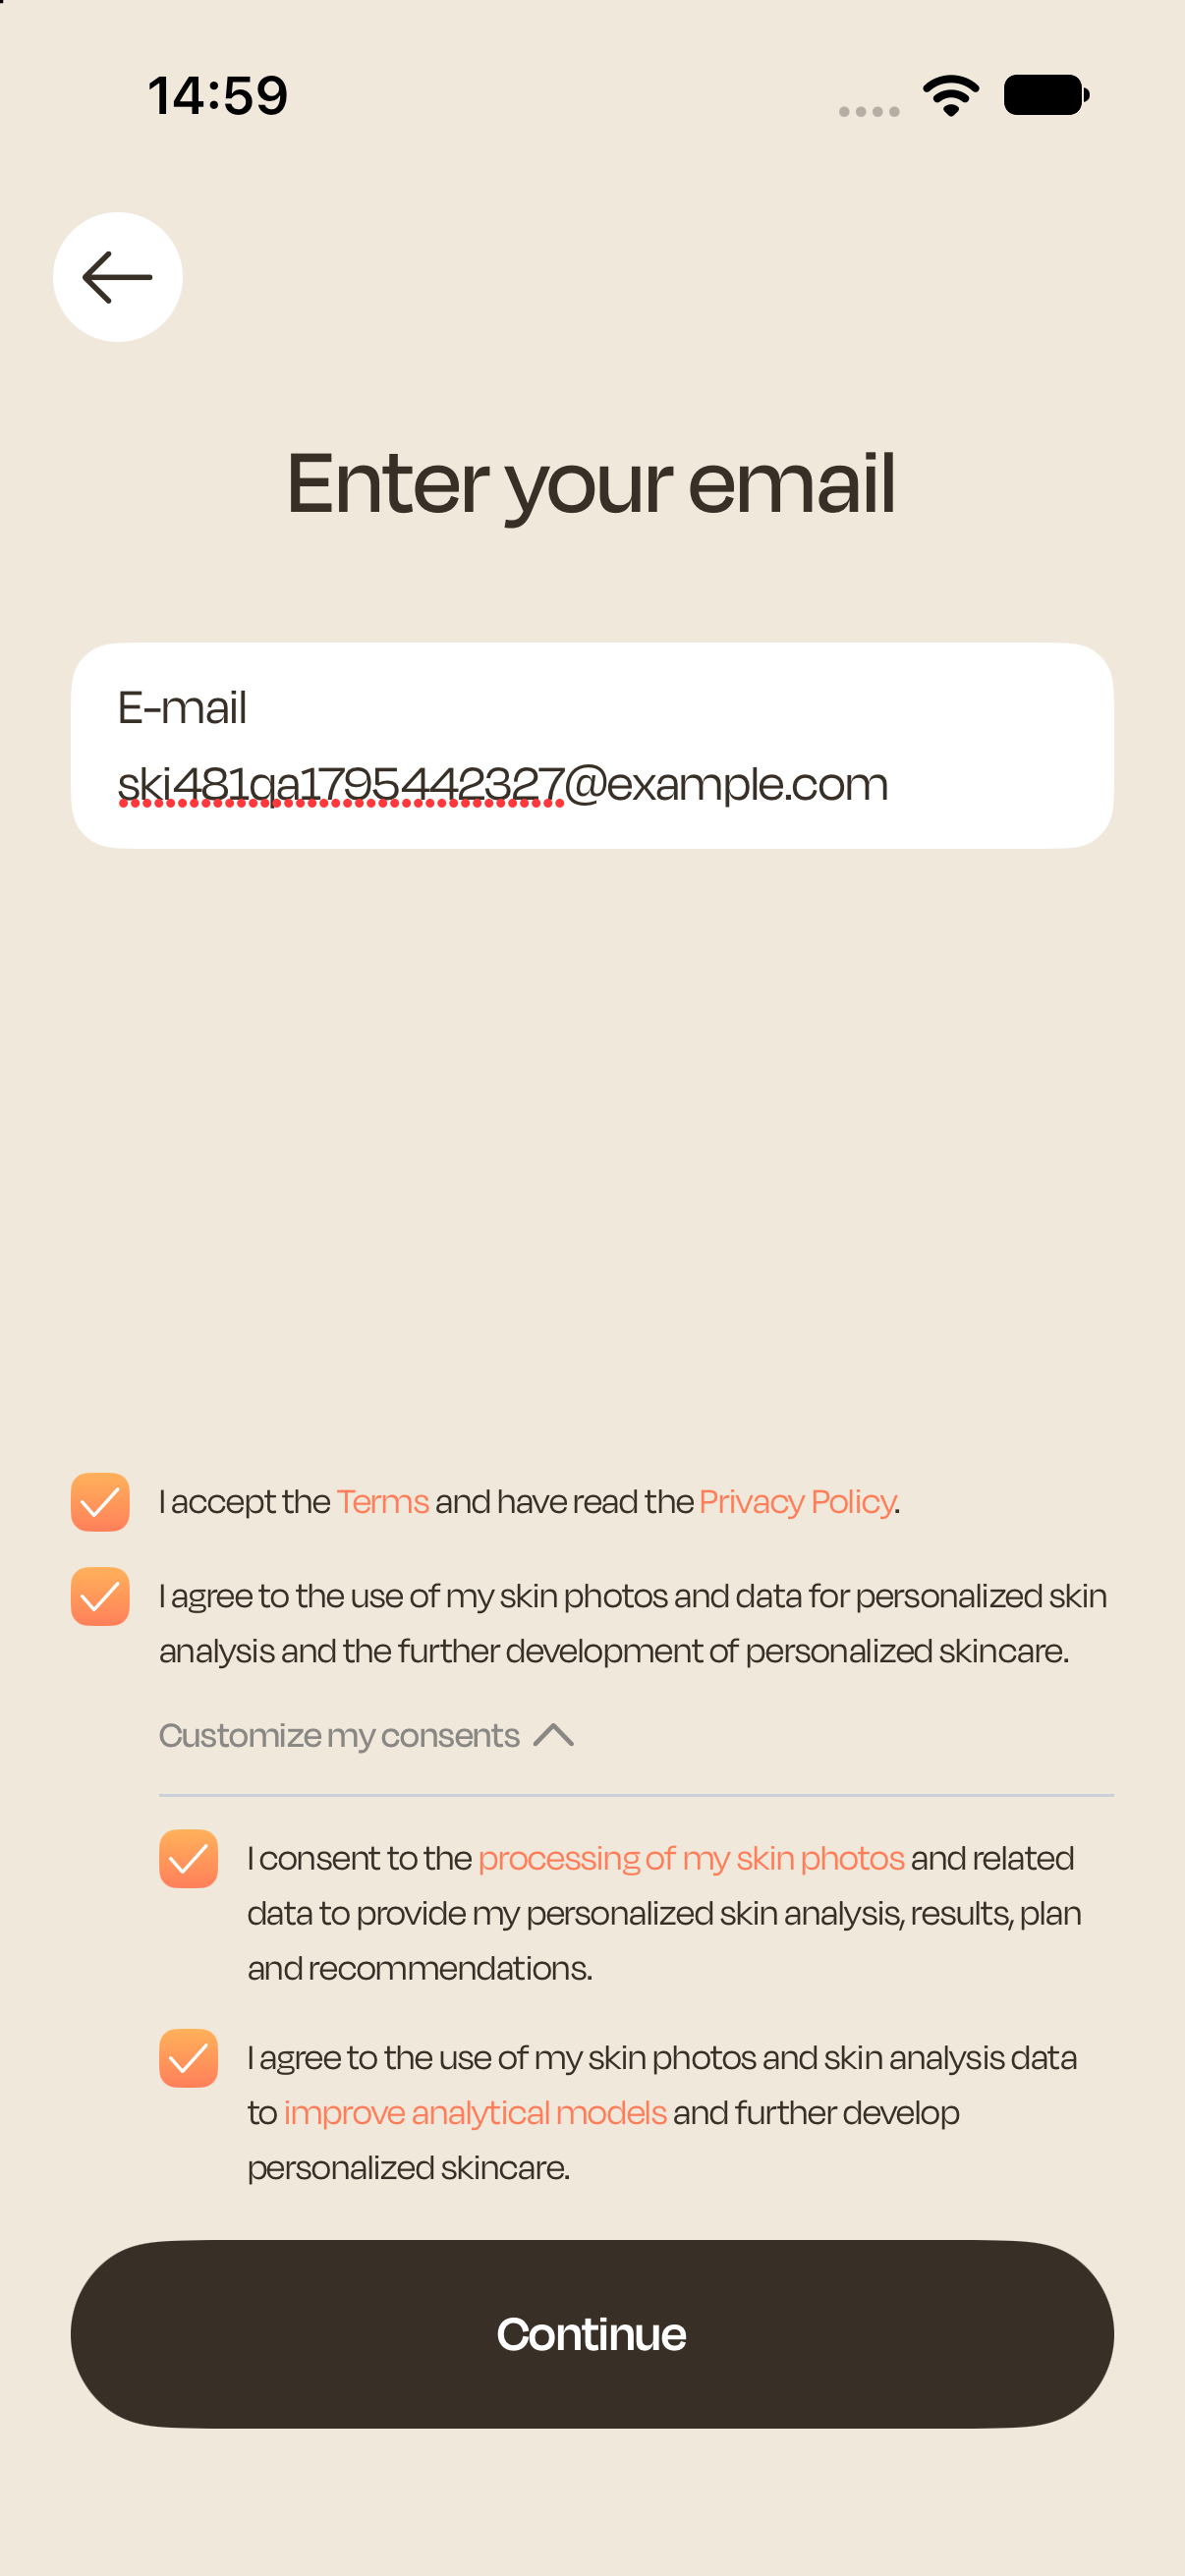 14:59
Enter your email
E-mail
ski481qa1795442327@example.com
I accept the Terms and have read the Privacy Policy.
I agree to the use of my skin photos and data for personalized skin
analysis and the further development of personalized skincare.
Customize my consents
I consent to the processing of my skin photos and related
data to provide my personalized skin analysis, results, plan
and recommendations.
I agree to the use of my skin photos and skin analysis data
to improve analytical models and further develop
personalized skincare.
Continue